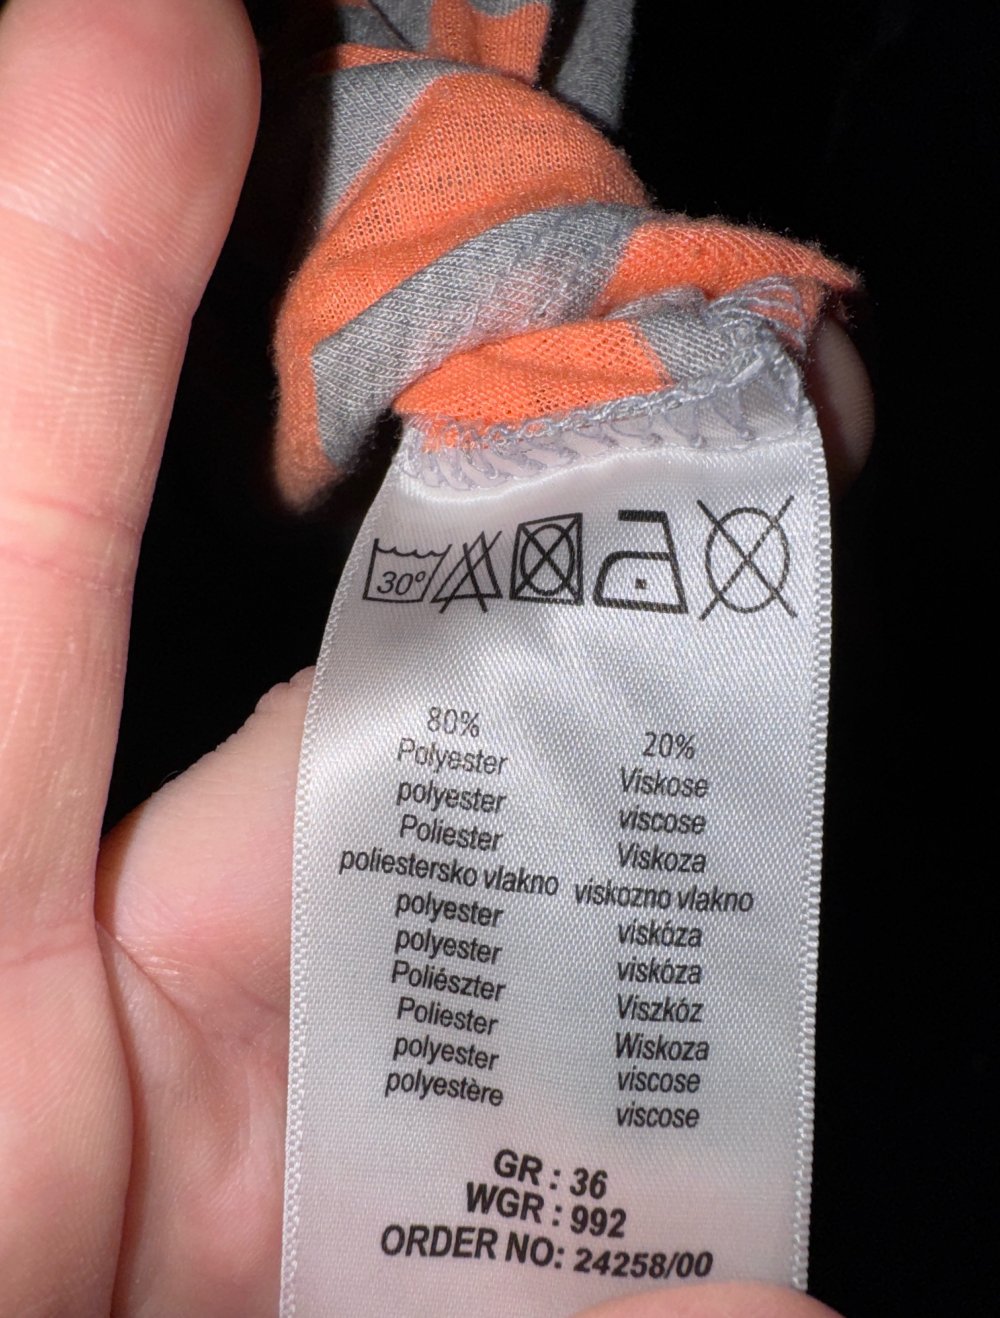 30°
80%
Polyester
polyester
Poliester
poliestersko vlakno
polyester
polyester
Poliészter
Poliester
polyester
polyestère
20%
Viskose
viscose
Viskoza
viskozno vlakno
viskóza
viskóza
Viszkóz
Wiskoza
viscose
viscose
GR : 36
WGR : 992
ORDER NO: 24258/00